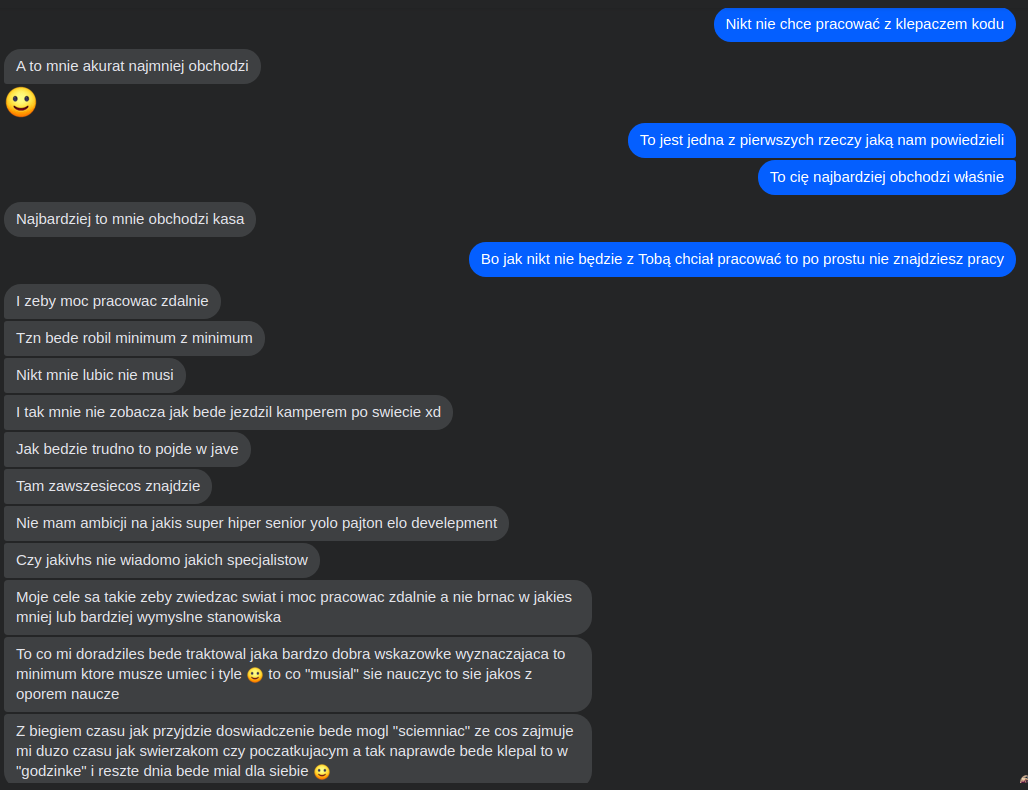 Nikt nie chce pracować z klepaczem kodu
A to mnie akurat najmniej obchodzi
To jest jedna z pierwszych rzeczy jaką nam powiedzieli
To cię najbardziej obchodzi właśnie
Najbardziej to mnie obchodzi kasa
Bo jak nikt nie będzie z Tobą chciał pracować to po prostu nie znajdziesz pracy
I zeby moc pracowac zdalnie
Tzn bede robil minimum z minimum
Nikt mnie lubic nie musi
I tak mnie nie zobacza jak bede jezdzil kamperem po swiecie xd
Jak bedzie trudno to pojde w jave
Tam zawszesiecos znajdzie
Nie mam ambicji na jakis super hiper senior yolo pajton elo develepment
Czy jakivhs nie wiadomo jakich specjalistow
Moje cele sa takie zeby zwiedzac swiat i moc pracowac zdalnie a nie brnac w jakies
mniej lub bardziej wymyslne stanowiska
To co mi doradziles bede traktowal jaka bardzo dobra wskazowke wyznaczajaca to
minimum ktore musze umiec i tyle 🙂 to co "musial" sie nauczyc to sie jakos z
oporem naucze
Z biegiem czasu jak przyjdzie doswiadczenie bede mogl "sciemniac" ze cos zajmuje
mi duzo czasu jak swierzakom czy poczatkujacym a tak naprawde bede klepal to w
"godzinke" i reszte dnia bede mial dla siebie 🙂